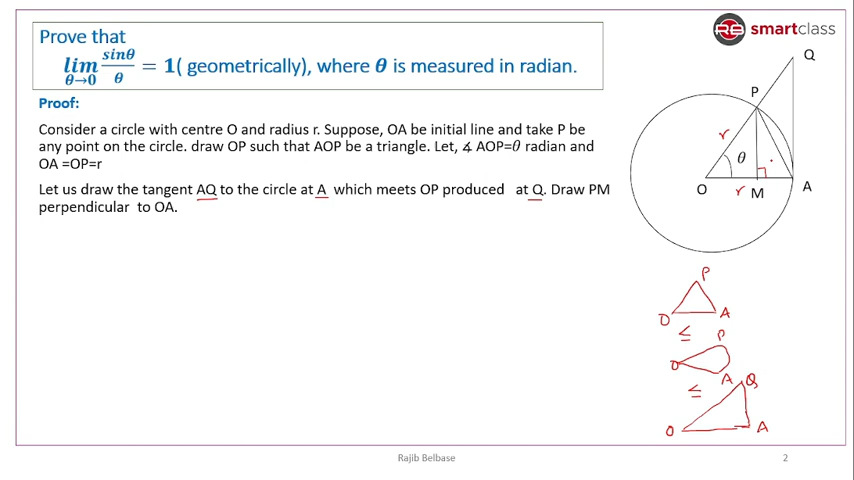 RB smartclass
Prove that
lim θ→0 sinθ/θ = 1( geometrically), where θ is measured in radian.
Proof:
Consider a circle with centre O and radius r. Suppose, OA be initial line and take P be
any point on the circle. draw OP such that AOP be a triangle. Let, ∡ AOP=θ radian and
OA =OP=r
Let us draw the tangent AQ to the circle at A which meets OP produced at Q. Draw PM
perpendicular to OA.
Q
P
r
θ
O
r
M
A
P
O
A
≤
P
O
A
≤
Q
O
A
Rajib Belbase
2